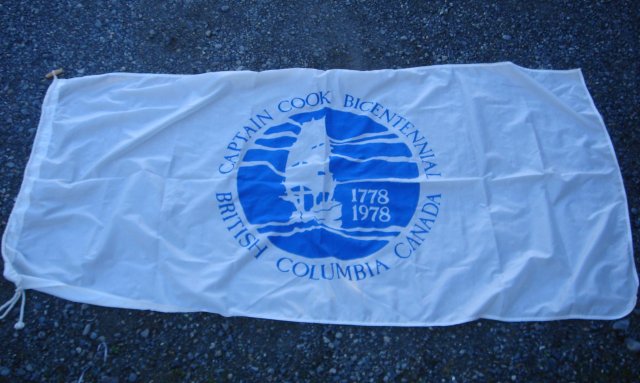 CAPTAIN COOK BICENTENNIAL
1778
1978
BRITISH COLUMBIA CANADA